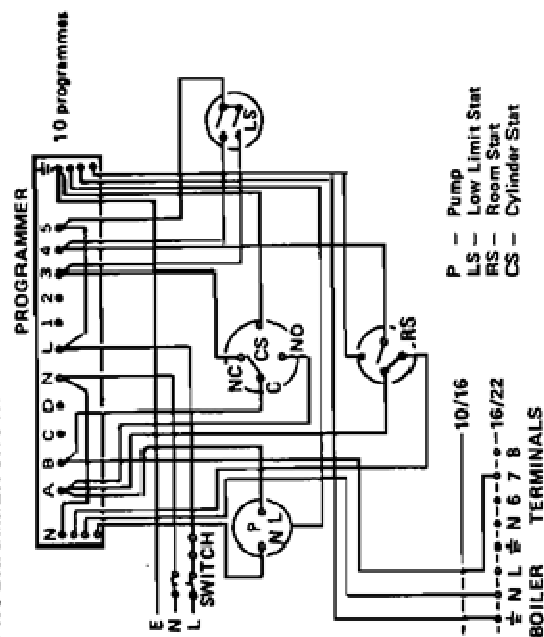 10 programmes
PROGRAMMER
N A B C D N L 1 2 3 4 5
LS
NC
CS
NO
C
RS
P
N L
E
N
L
SWITCH
P — Pump
LS — Low Limit Stat
RS — Room Stat
CS — Cylinder Stat
10/16
16/22
N L N 6 7 8
BOILER TERMINALS